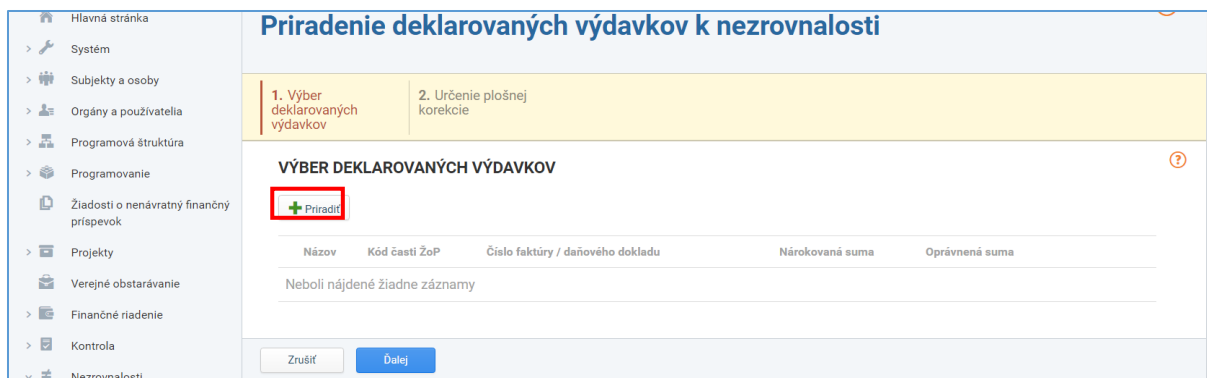 Hlavná stránka
Systém
Subjekty a osoby
Orgány a používatelia
Programová štruktúra
Programovanie
Žiadosti o nenávratný finančný
príspevok
Projekty
Verejné obstarávanie
Finančné riadenie
Kontrola
Nezrovnalosti
Priradenie deklarovaných výdavkov k nezrovnalosti
1. Výber
deklarovaných
výdavkov
2. Určenie plošnej
korekcie
VÝBER DEKLAROVANÝCH VÝDAVKOV
?
Priradiť
Názov Kód časti ŽoP Číslo faktúry / daňového dokladu Nárokovaná suma Oprávnená suma
Neboli nájdené žiadne záznamy
Zrušiť Ďalej